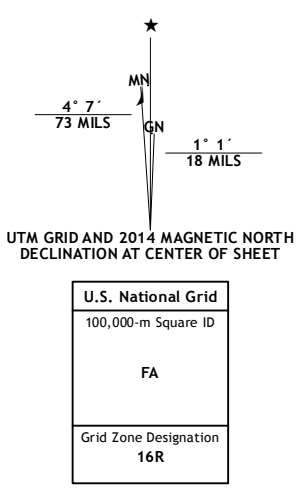 MN
4° 7´
73 MILS
GN
1° 1´
18 MILS
UTM GRID AND 2014 MAGNETIC NORTH
DECLINATION AT CENTER OF SHEET
U.S. National Grid
100,000-m Square ID
FA
Grid Zone Designation
16R